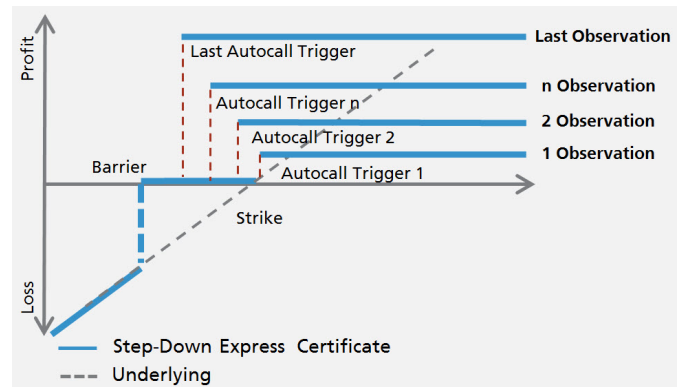 Profit
Last Observation
Last Autocall Trigger
n Observation
Autocall Trigger n
2 Observation
Autocall Trigger 2
1 Observation
Barrier
Autocall Trigger 1
Strike
Loss
Step-Down Express Certificate
Underlying